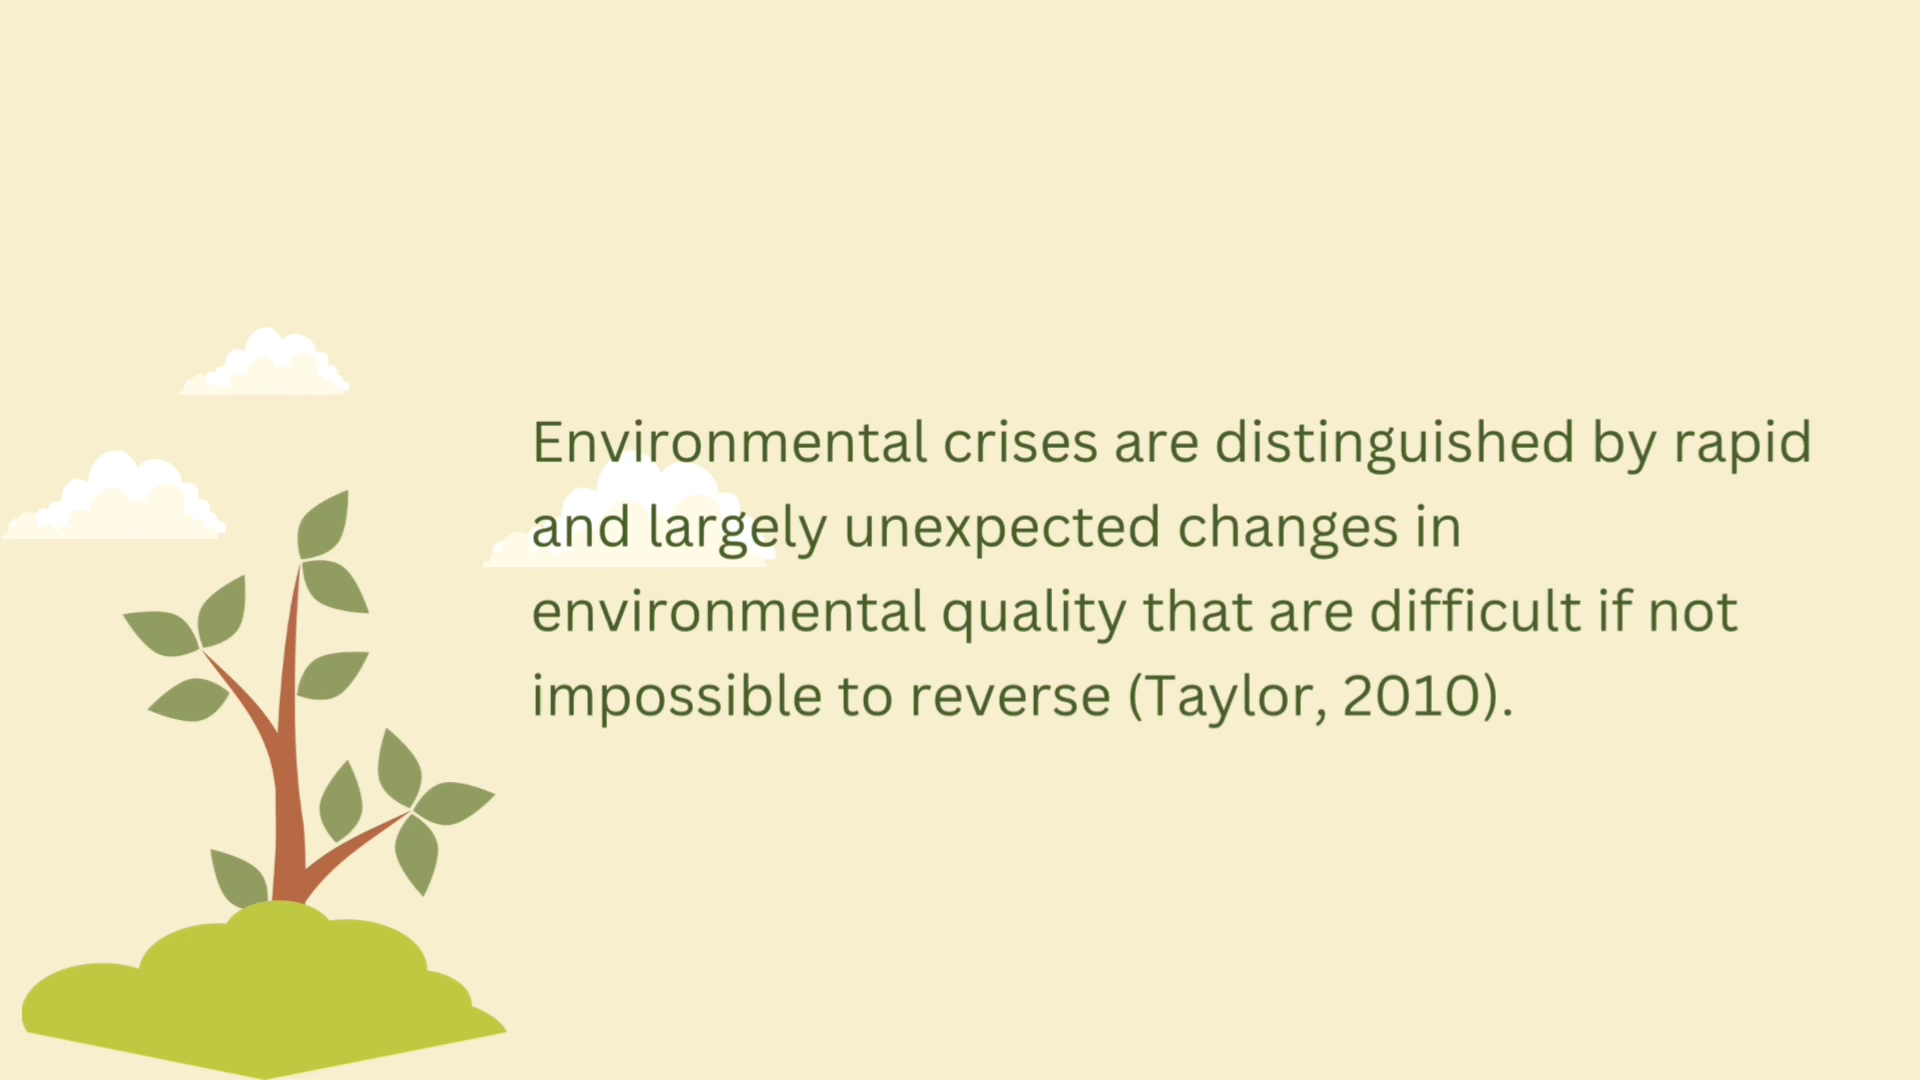 Environmental crises are distinguished by rapid
and largely unexpected changes in
environmental quality that are difficult if not
impossible to reverse (Taylor, 2010).